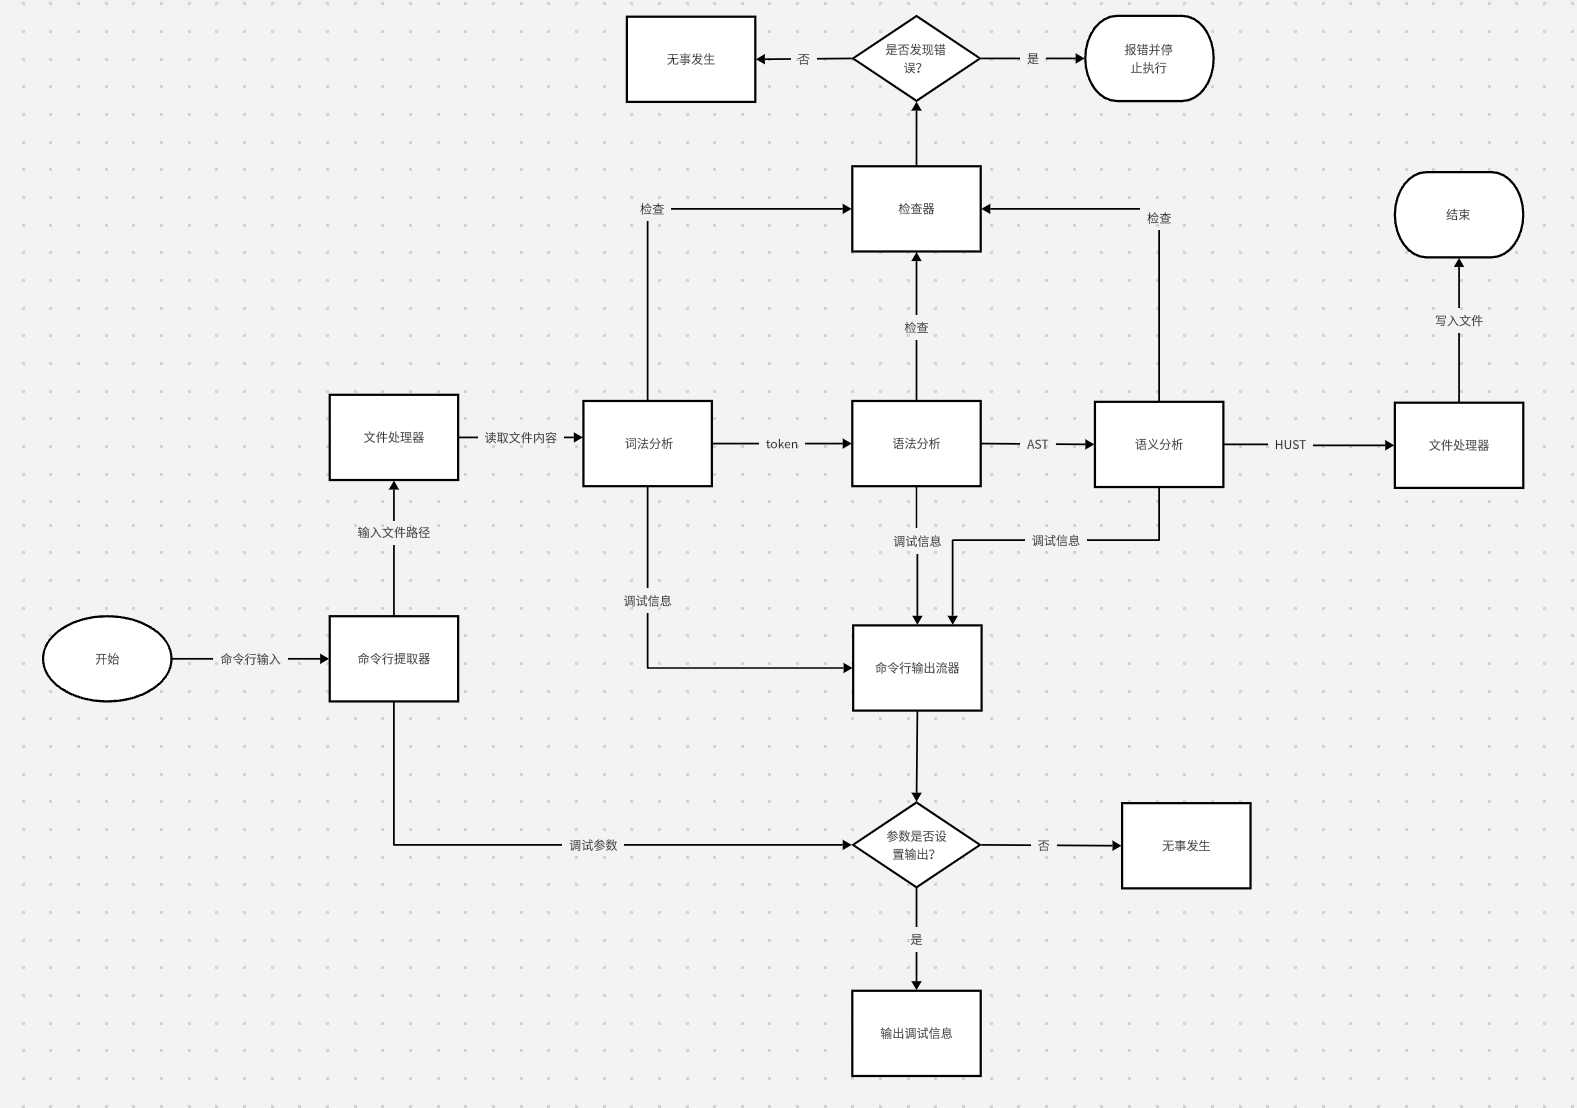 无事发生
否
是否发现错
误？
是
报错并停
止执行
检查
检查器
检查
结束
检查
写入文件
文件处理器
读取文件内容
词法分析
token
语法分析
AST
语义分析
HUST
文件处理器
输入文件路径
调试信息
调试信息
调试信息
开始
命令行输入
命令行提取器
命令行输出流器
调试参数
参数是否设
置输出？
否
无事发生
是
输出调试信息